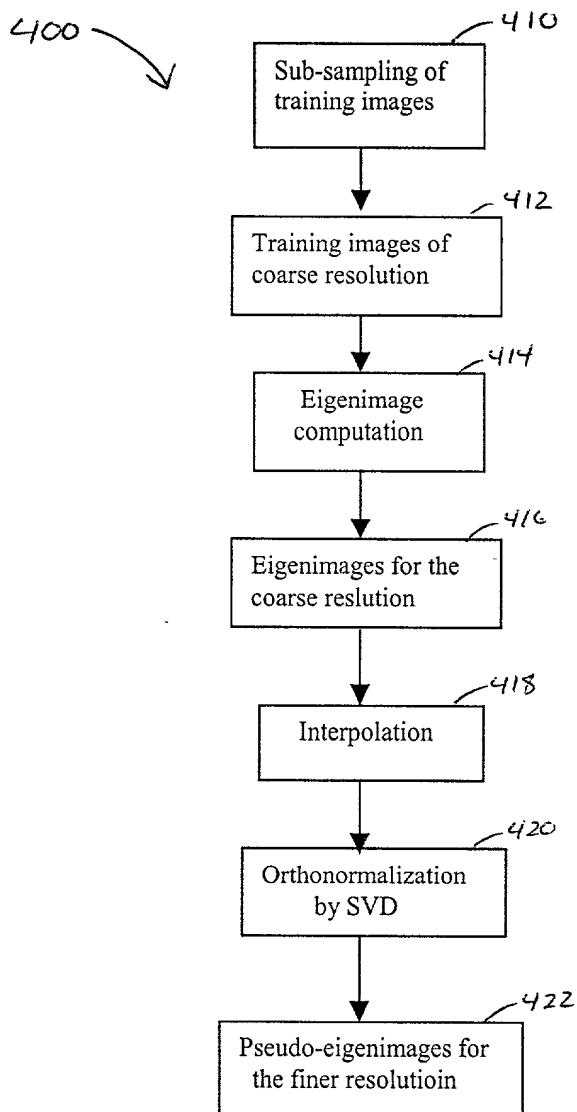 400
410
Sub-sampling of
training images
412
Training images of
coarse resolution
414
Eigenimage
computation
416
Eigenimages for the
coarse reslution
418
Interpolation
420
Orthonormalization
by SVD
422
Pseudo-eigenimages for
the finer resolutioin